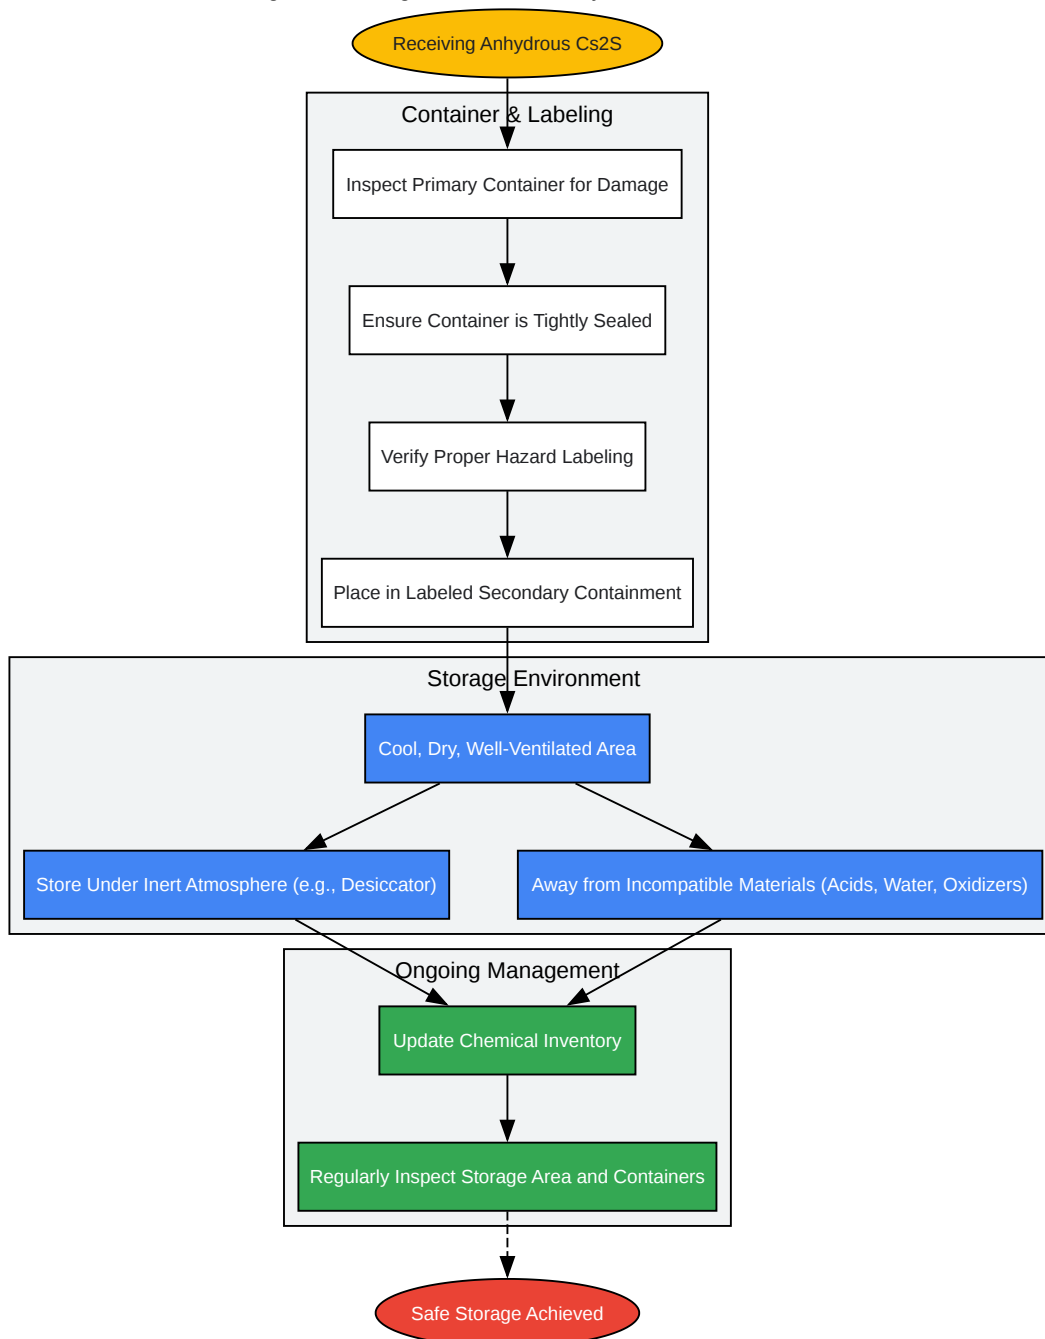 Receiving Anhydrous Cs2S
Container & Labeling
Inspect Primary Container for Damage
Ensure Container is Tightly Sealed
Verify Proper Hazard Labeling
Place in Labeled Secondary Containment
Storage Environment
Cool, Dry, Well-Ventilated Area
Store Under Inert Atmosphere (e.g., Desiccator)
Away from Incompatible Materials (Acids, Water, Oxidizers)
Ongoing Management
Update Chemical Inventory
Regularly Inspect Storage Area and Containers
Safe Storage Achieved